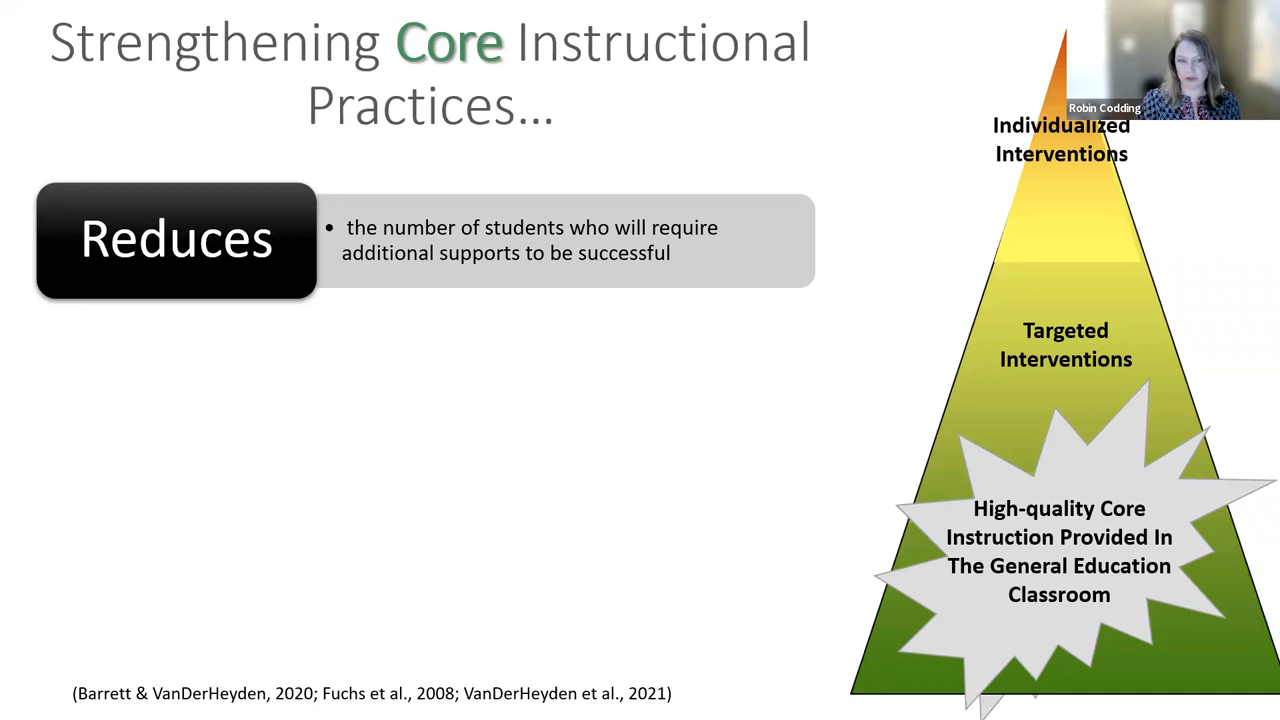 Strengthening Core Instructional
Practices...
Robin Codding
Individualized
Interventions
Reduces
• the number of students who will require
additional supports to be successful
Targeted
Interventions
High-quality Core
Instruction Provided In
The General Education
Classroom
(Barrett & VanDerHeyden, 2020; Fuchs et al., 2008; VanDerHeyden et al., 2021)